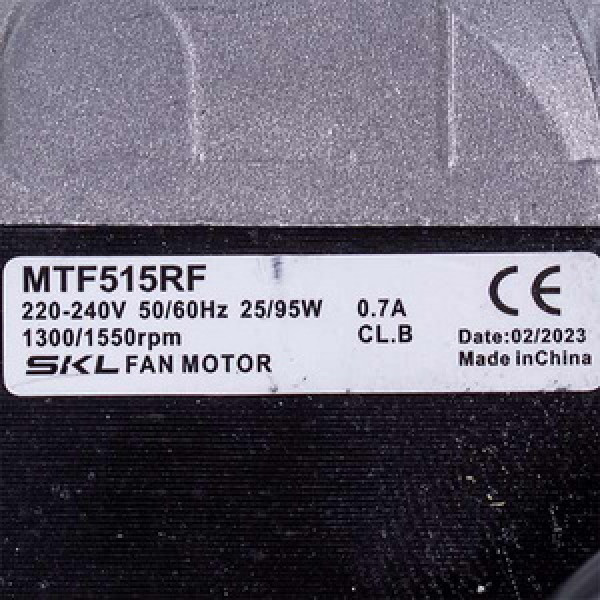 MTF515RF
220-240V 50/60Hz 25/95W 0.7A
1300/1550rpm CL.B
SKL FAN MOTOR
CE
Date:02/2023
Made inChina